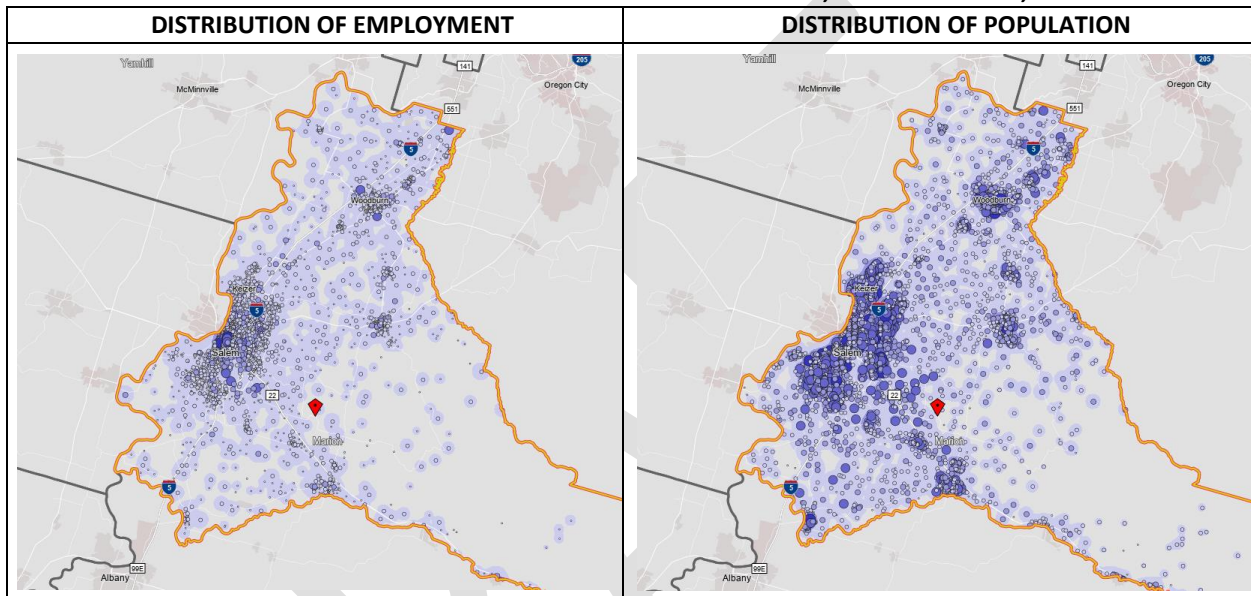 DISTRIBUTION OF EMPLOYMENT
DISTRIBUTION OF POPULATION
Yamhill
McMinnville
141
205
Oregon City
551
5
Woodburn
Keizer
5
Salem
22
Marion
5
99E
Albany
Yamhill
McMinnville
141
205
Oregon City
551
5
Woodburn
Keizer
5
Salem
22
Marion
5
99E
Albany